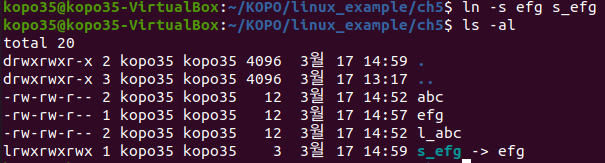 kopo35@kopo35-VirtualBox:~/KOPO/linux_example/ch5$ ln -s efg s_efg
kopo35@kopo35-VirtualBox:~/KOPO/linux_example/ch5$ ls -al
total 20
drwxrwxr-x 2 kopo35 kopo35 4096  3월 17 14:59 .
drwxrwxr-x 3 kopo35 kopo35 4096  3월 17 13:17 ..
-rw-rw-r-- 2 kopo35 kopo35   12  3월 17 14:52 abc
-rw-rw-r-- 1 kopo35 kopo35   12  3월 17 14:57 efg
-rw-rw-r-- 2 kopo35 kopo35   12  3월 17 14:52 l_abc
lrwxrwxrwx 1 kopo35 kopo35    3  3월 17 14:59 s_efg -> efg